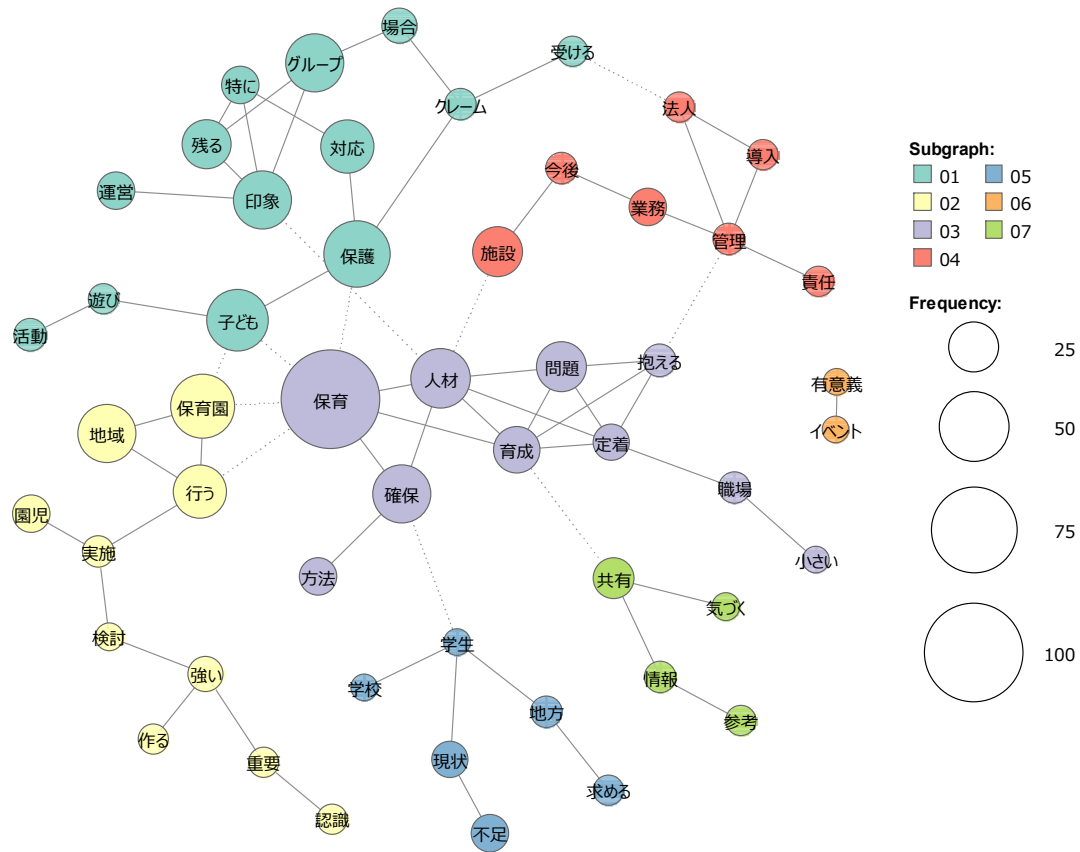 場合
グループ
受ける
特に
クレーム
法人
残る
対応
導入
今後
運営
印象
業務
管理
保護
施設
責任
遊び
子ども
活動
人材
問題
抱える
有意義
保育
保育園
イベント
地域
育成
定着
行う
確保
職場
園児
実施
小さい
方法
共有
気づく
検討
学生
強い
情報
学校
地方
参考
作る
重要
現状
求める
認識
不足
Subgraph:
01 05
02 06
03 07
04
Frequency:
25
50
75
100